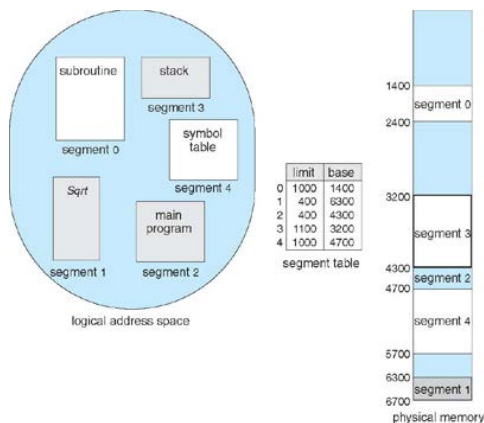 subroutine
segment 0
stack
segment 3
symbol
table
segment 4
Sqrt
segment 1
main
program
segment 2
logical address space
limit base
0 1000 1400
1 400 6300
2 400 4300
3 1100 3200
4 1000 4700
segment table
1400
segment 0
2400
3200
segment 3
4300
segment 2
4700
segment 4
5700
6300
segment 1
6700
physical memory